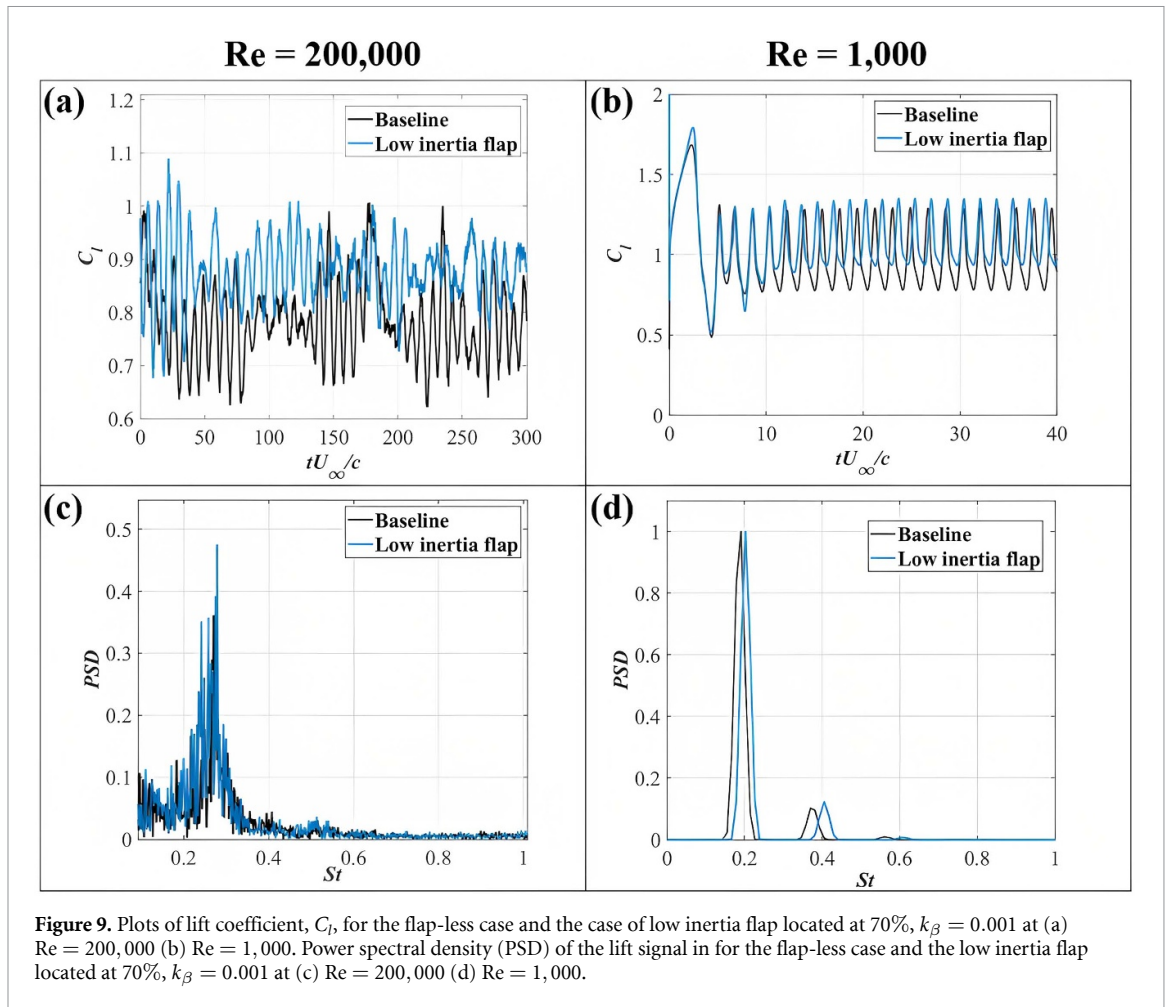 Re = 200,000
Re = 1,000
(a)
1.2
1.1
1
0.9
0.8
0.7
0.6
C_l
0
50
100
150
200
250
300
tU_∞/c
Baseline
Low inertia flap
(b)
2
1.5
1
0.5
0
C_l
0
10
20
30
40
tU_∞/c
Baseline
Low inertia flap
(c)
0.5
0.4
0.3
0.2
0.1
0
PSD
0.2
0.4
0.6
0.8
1
St
Baseline
Low inertia flap
(d)
1
0.8
0.6
0.4
0.2
0
PSD
0
0.2
0.4
0.6
0.8
1
St
Baseline
Low inertia flap
Figure 9. Plots of lift coefficient, C_l, for the flap-less case and the case of low inertia flap located at 70%, k_β = 0.001 at (a)
Re = 200,000 (b) Re = 1,000. Power spectral density (PSD) of the lift signal in for the flap-less case and the low inertia flap
located at 70%, k_β = 0.001 at (c) Re = 200,000 (d) Re = 1,000.